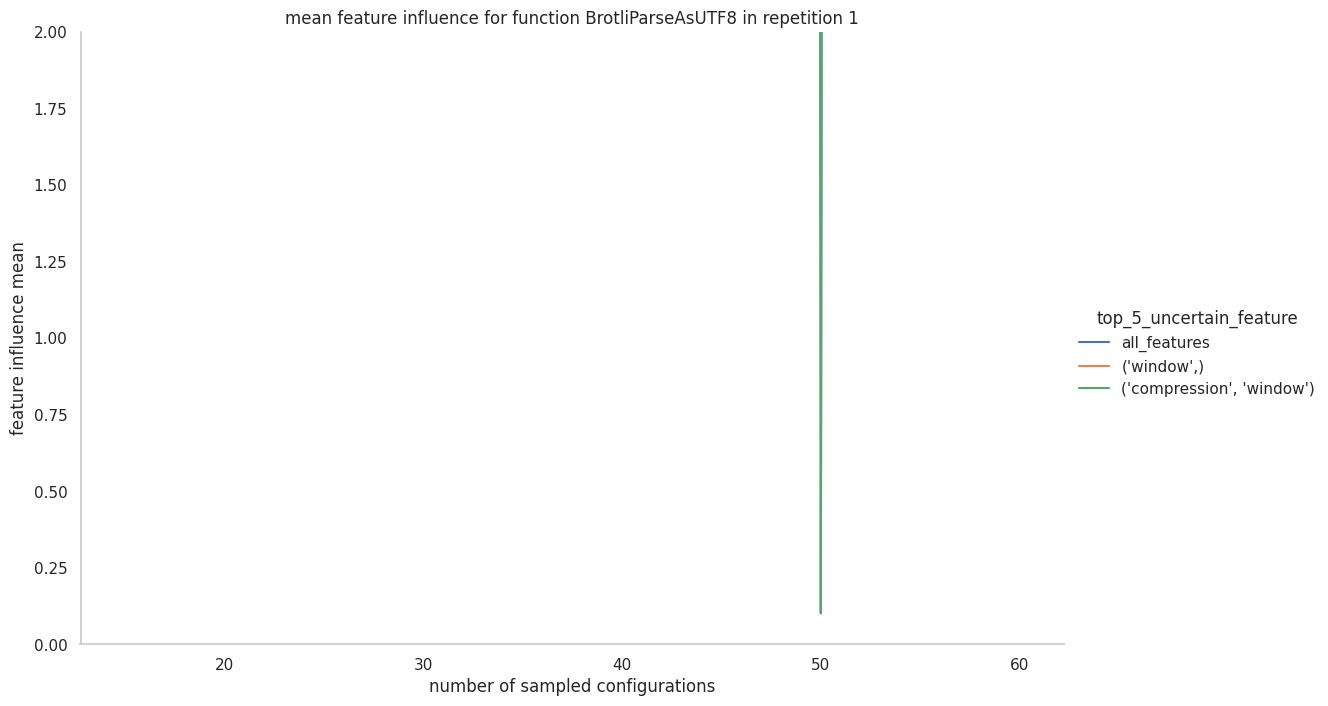 mean feature influence for function BrotliParseAsUTF8 in repetition 1
2.00
1.75
1.50
1.25
1.00
0.75
0.50
0.25
0.00
feature influence mean
20 30 40 50 60
number of sampled configurations
top_5_uncertain_feature
all_features
('window',)
('compression', 'window')